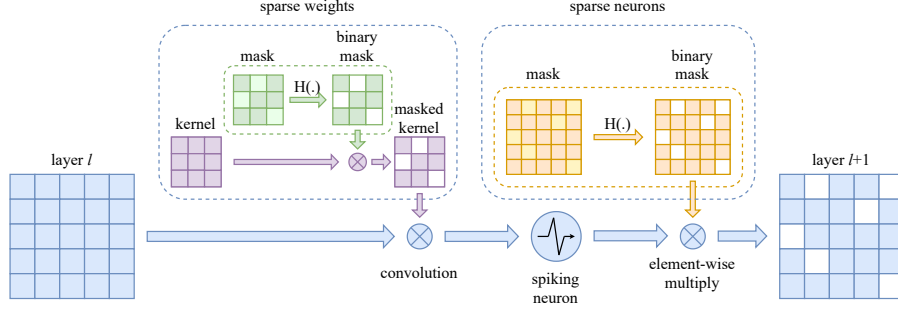 sparse weights
sparse neurons
mask
binary
mask
H(.)
kernel
masked
kernel
mask
binary
mask
H(.)
layer l
layer l+1
convolution
spiking
neuron
element-wise
multiply